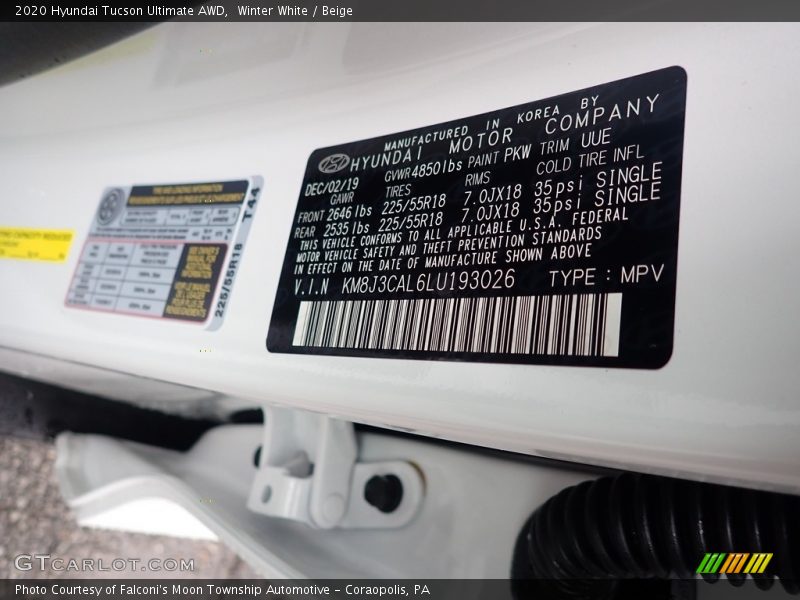 2020 Hyundai Tucson Ultimate AWD, Winter White / Beige
MANUFACTURED IN KOREA BY
HYUNDAI MOTOR COMPANY
DEC/02/19 GVWR 4850lbs PAINT PKW TRIM UUE
GAWR TIRES RIMS COLD TIRE INFL
FRONT 2646 lbs 225/55R18 7.0JX18 35psi SINGLE
REAR 2535 lbs 225/55R18 7.0JX18 35psi SINGLE
THIS VEHICLE CONFORMS TO ALL APPLICABLE U.S.A. FEDERAL
MOTOR VEHICLE SAFETY AND THEFT PREVENTION STANDARDS
IN EFFECT ON THE DATE OF MANUFACTURE SHOWN ABOVE
V.I.N KM8J3CAL6LU193026 TYPE : MPV
T44
225/55R18
GTCARLOT.COM
Photo Courtesy of Falconi's Moon Township Automotive – Coraopolis, PA